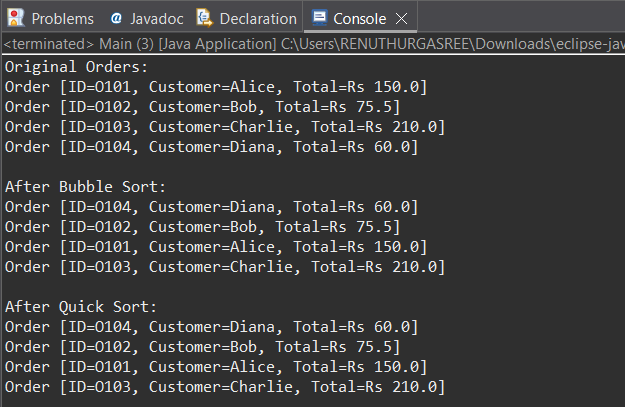 Problems @ Javadoc Declaration Console
<terminated> Main (3) [Java Application] C:\Users\RENUTHURGASREE\Downloads\eclipse-jav
Original Orders:
Order [ID=O101, Customer=Alice, Total=Rs 150.0]
Order [ID=O102, Customer=Bob, Total=Rs 75.5]
Order [ID=O103, Customer=Charlie, Total=Rs 210.0]
Order [ID=O104, Customer=Diana, Total=Rs 60.0]

After Bubble Sort:
Order [ID=O104, Customer=Diana, Total=Rs 60.0]
Order [ID=O102, Customer=Bob, Total=Rs 75.5]
Order [ID=O101, Customer=Alice, Total=Rs 150.0]
Order [ID=O103, Customer=Charlie, Total=Rs 210.0]

After Quick Sort:
Order [ID=O104, Customer=Diana, Total=Rs 60.0]
Order [ID=O102, Customer=Bob, Total=Rs 75.5]
Order [ID=O101, Customer=Alice, Total=Rs 150.0]
Order [ID=O103, Customer=Charlie, Total=Rs 210.0]